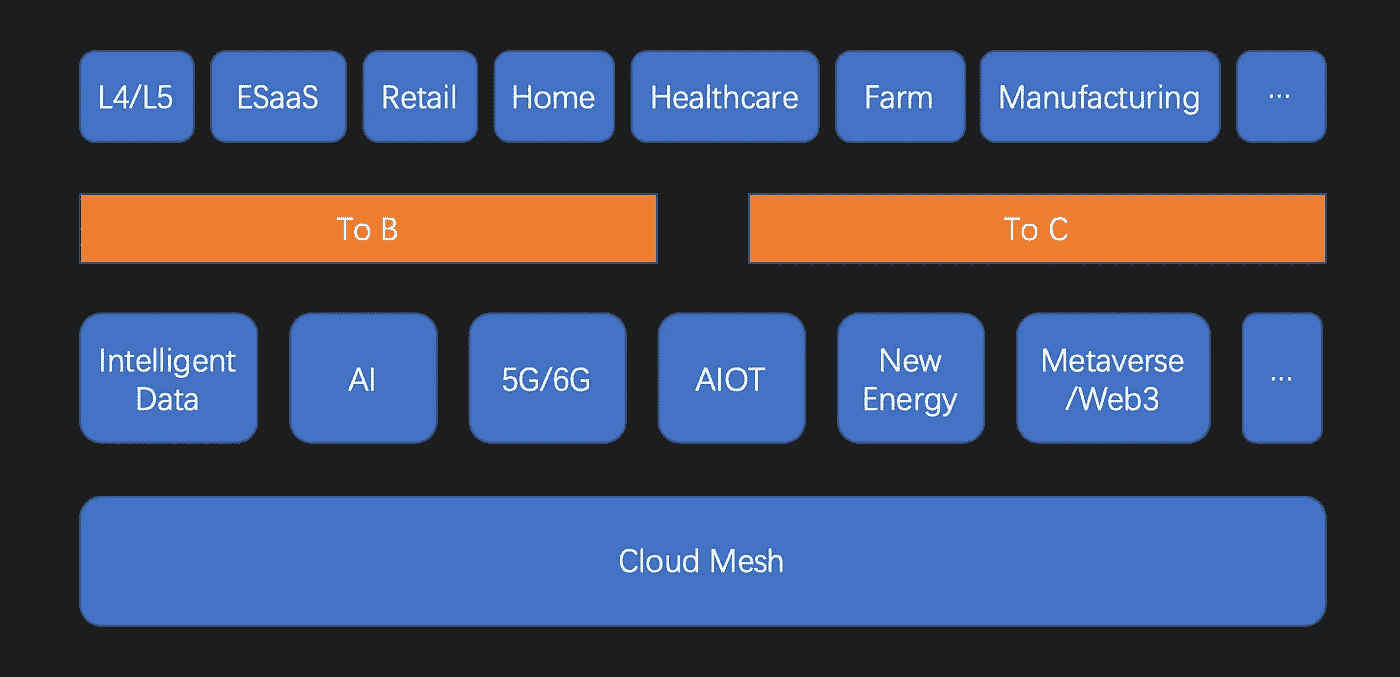 L4/L5 ESaaS Retail Home Healthcare Farm Manufacturing ...
To B To C
Intelligent Data AI 5G/6G AIOT New Energy Metaverse /Web3 ...
Cloud Mesh